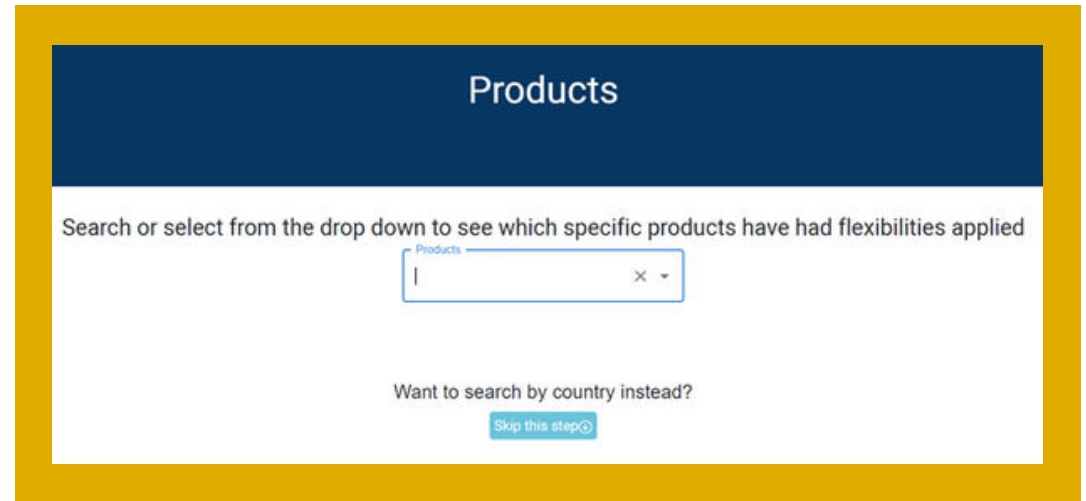 Products
Search or select from the drop down to see which specific products have had flexibilities applied
Products
Want to search by country instead?
Skip this step